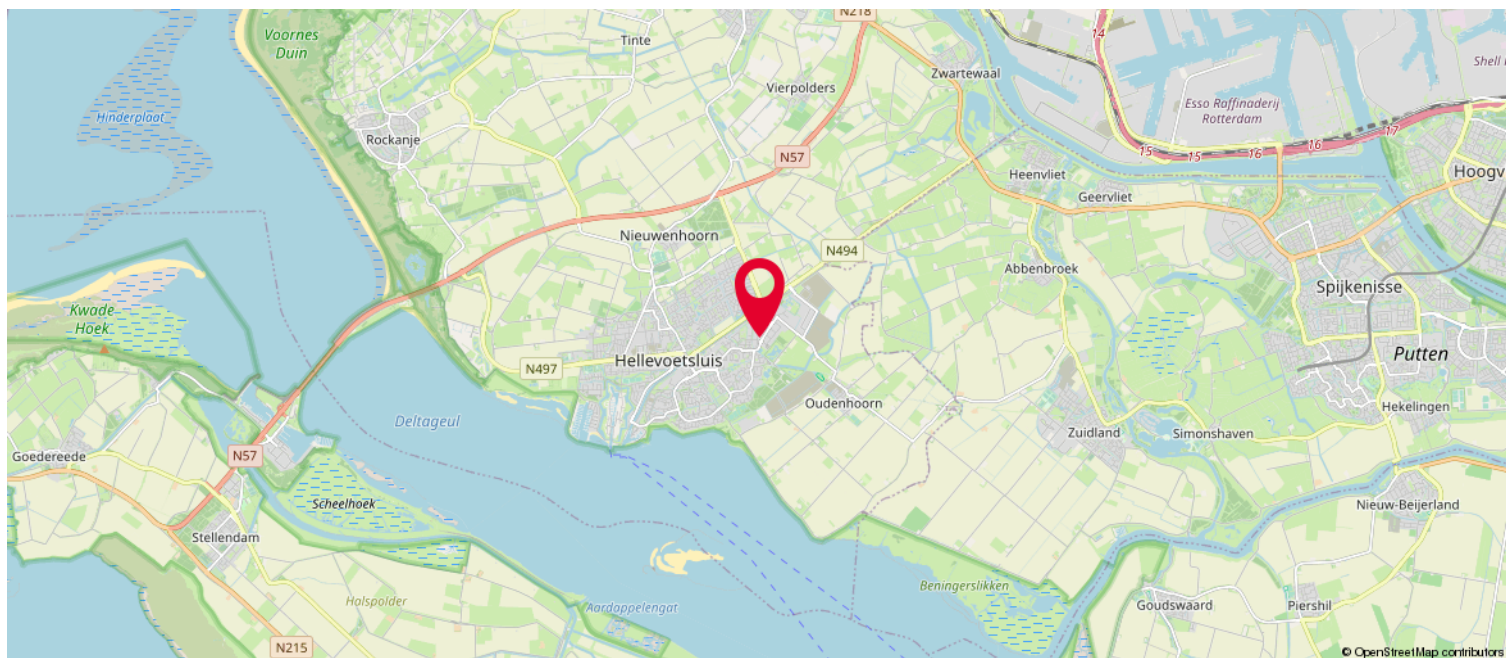 N218
Voornes
Duin
Tinte
14
Zwartewaal
Shell
Vierpolders
Hinderplaat
Esso Raffinaderij
Rotterdam
Rockanje
17
16
15
15
16
N57
Heenvliet
Hoogv
Geervliet
Nieuwenhoorn
N494
Abbenbroek
Spijkenisse
Kwade
Hoek
Putten
Hellevoetsluis
N497
Oudenhoorn
Hekelingen
Deltageul
Zuidland
Simonshaven
Goedereede
N57
Scheelhoek
Nieuw-Beijerland
Stellendam
Beningerslikken
Halspolder
Aardappelengat
Goudswaard
Piershil
N215
© OpenStreetMap contributors